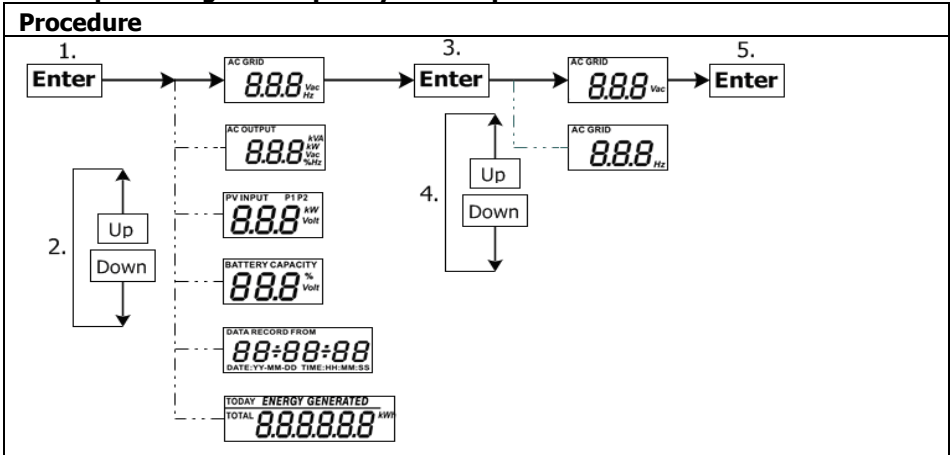 Procedure
1.
Enter
AC GRID
8.8.8 Vac Hz
3.
Enter
AC GRID
8.8.8 Vac
5.
Enter
AC OUTPUT
8.8.8 kVA kW Vac %Hz
AC GRID
8.8.8 Hz
2.
Up
Down
4.
Up
Down
PV INPUT P1 P2
8.8.8 kW Volt
BATTERY CAPACITY
88.8 % Volt
DATA RECORD FROM
88÷88÷88
DATE:YY-MM-DD TIME:HH:MM:SS
TODAY ENERGY GENERATED
TOTAL 8.8.8.8.8.8 kWh